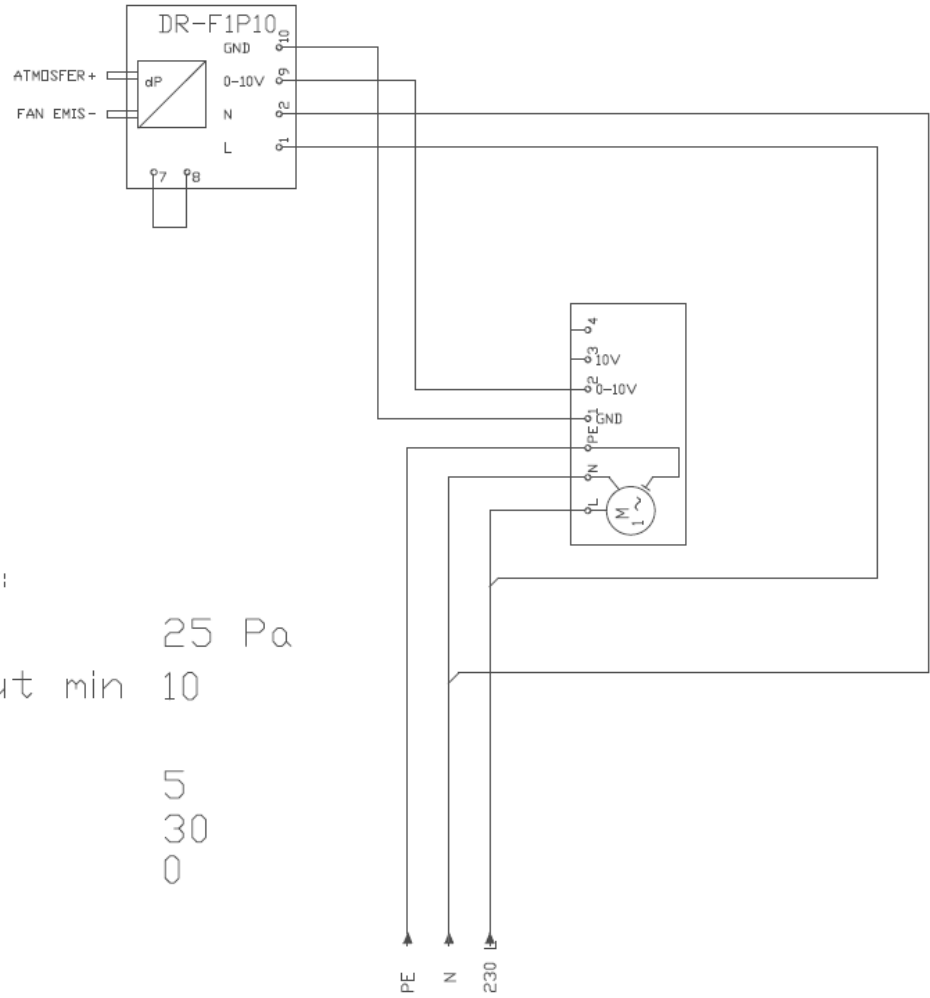 DR-F1P10
GND 10
ATMOSFER+
dP
0-10V 9
FAN EMIS-
N 2
L 1
7 8
4
3 10V
2 0-10V
1 GND
PE
N
L
M
1 ~
:
25 Pa
ut min 10
5
30
0
PE
N
230 L